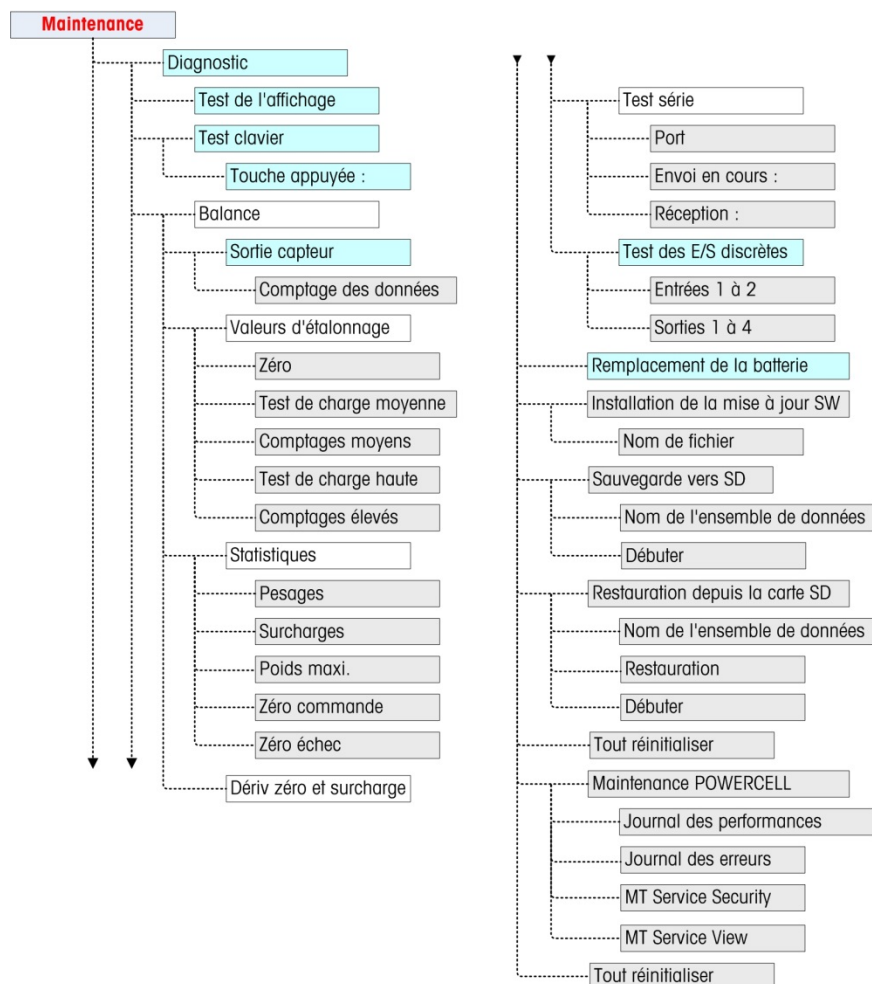 Maintenance
Diagnostic
Test de l'affichage
Test clavier
Touche appuyée :
Balance
Sortie capteur
Comptage des données
Valeurs d'étalonnage
Zéro
Test de charge moyenne
Comptages moyens
Test de charge haute
Comptages élevés
Statistiques
Pesages
Surcharges
Poids maxi.
Zéro commande
Zéro échec
Dériv zéro et surcharge
Test série
Port
Envoi en cours :
Réception :
Test des E/S discrètes
Entrées 1 à 2
Sorties 1 à 4
Remplacement de la batterie
Installation de la mise à jour SW
Nom de fichier
Sauvegarde vers SD
Nom de l'ensemble de données
Débuter
Restauration depuis la carte SD
Nom de l'ensemble de données
Restauration
Débuter
Tout réinitialiser
Maintenance POWERCELL
Journal des performances
Journal des erreurs
MT Service Security
MT Service View
Tout réinitialiser